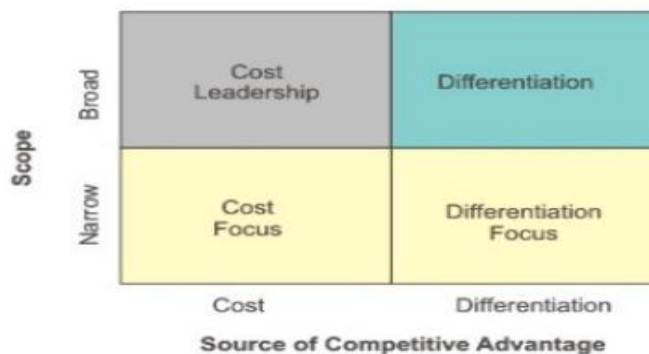 Scope
Broad
Cost
Leadership
Differentiation
Narrow
Cost
Focus
Differentiation
Focus
Cost
Differentiation
Source of Competitive Advantage